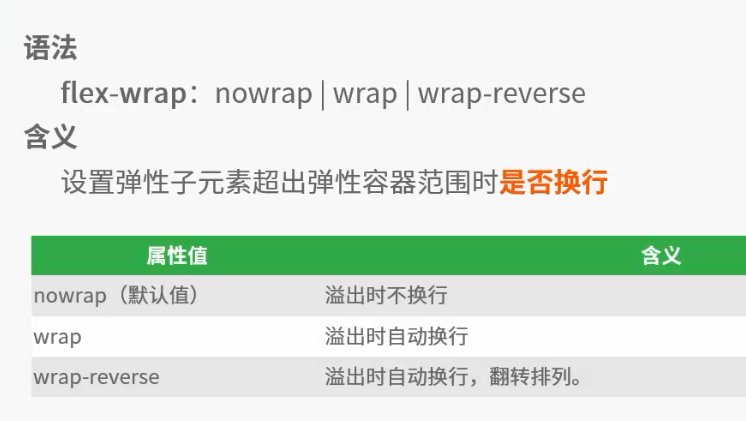 语法
flex-wrap：nowrap | wrap | wrap-reverse
含义
设置弹性子元素超出弹性容器范围时是否换行
属性值 含义
nowrap（默认值） 溢出时不换行
wrap 溢出时自动换行
wrap-reverse 溢出时自动换行，翻转排列。